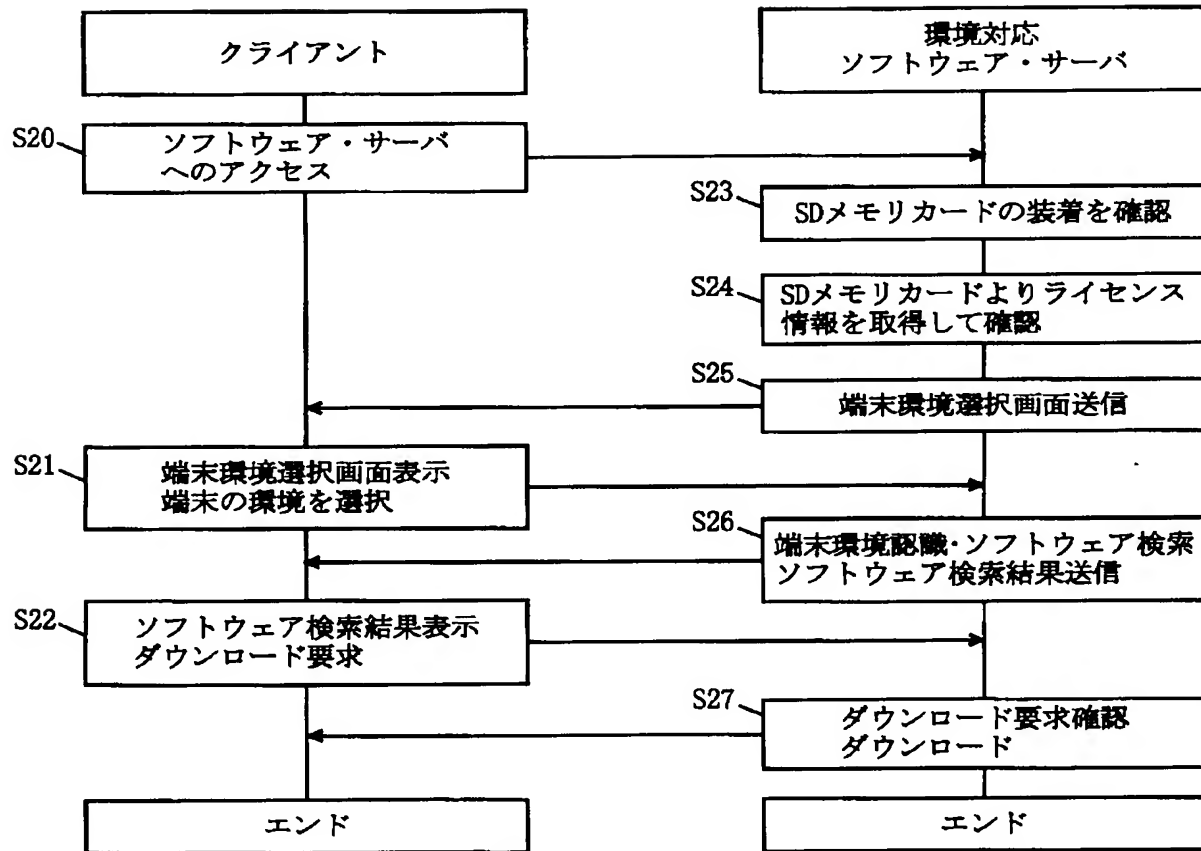 クライアント
環境対応
ソフトウェア・サーバ
S20
ソフトウェア・サーバ
へのアクセス
S23
SDメモリカードの装着を確認
S24
SDメモリカードよりライセンス
情報を取得して確認
S25
端末環境選択画面送信
S21
端末環境選択画面表示
端末の環境を選択
S26
端末環境認識・ソフトウェア検索
ソフトウェア検索結果送信
S22
ソフトウェア検索結果表示
ダウンロード要求
S27
ダウンロード要求確認
ダウンロード
エンド
エンド